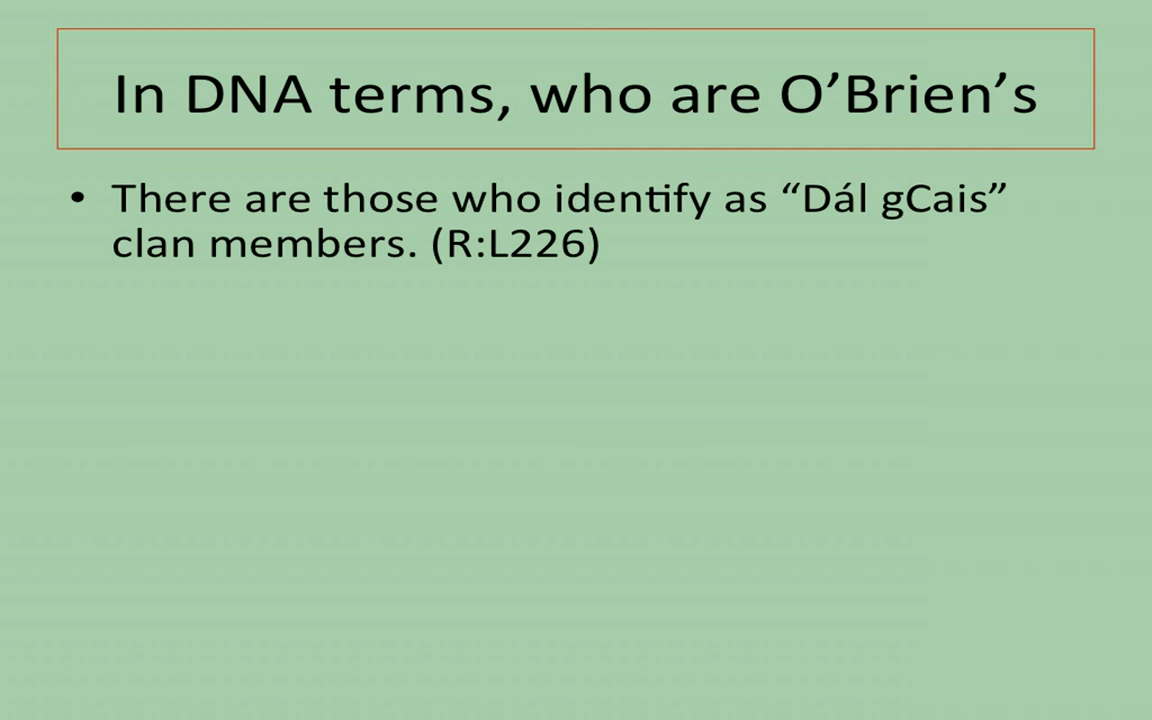 In DNA terms, who are O’Brien’s
• There are those who identify as “Dál gCais”
clan members. (R:L226)